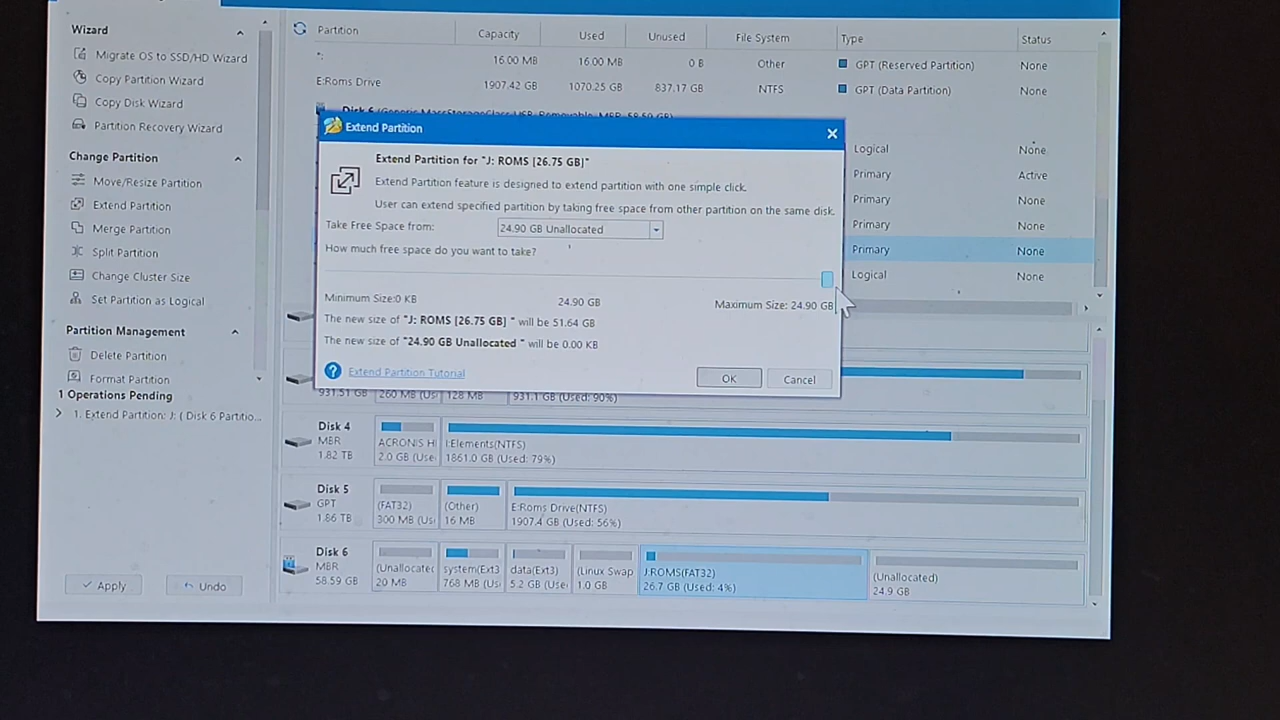 Wizard
Migrate OS to SSD/HD Wizard
Copy Partition Wizard
Copy Disk Wizard
Partition Recovery Wizard
Change Partition
Move/Resize Partition
Extend Partition
Merge Partition
Split Partition
Change Cluster Size
Set Partition as Logical
Partition Management
Delete Partition
Format Partition
1 Operations Pending
1. Extend Partition: J: ( Disk 6 Partitio...
Apply Undo
Partition Capacity Used Unused File System Type Status
*: 16.00 MB 16.00 MB 0 B Other GPT (Reserved Partition) None
E:Roms Drive 1907.42 GB 1070.25 GB 837.17 GB NTFS GPT (Data Partition) None
Logical None
Primary Active
Primary None
Primary None
Primary None
Logical None
Extend Partition
Extend Partition for "J: ROMS [26.75 GB]"
Extend Partition feature is designed to extend partition with one simple click.
User can extend specified partition by taking free space from other partition on the same disk.
Take Free Space from: 24.90 GB Unallocated
How much free space do you want to take?
Minimum Size:0 KB 24.90 GB Maximum Size: 24.90 GB
The new size of "J: ROMS [26.75 GB] " will be 51.64 GB
The new size of "24.90 GB Unallocated " will be 0.00 KB
Extend Partition Tutorial OK Cancel
931.51 GB 260 MB (Us 128 MB 931.1 GB (Used: 90%)
Disk 4
MBR ACRONIS H I:Elements(NTFS)
1.82 TB 2.0 GB (Use 1861.0 GB (Used: 79%)
Disk 5
GPT (FAT32) (Other) E:Roms Drive(NTFS)
1.86 TB 300 MB (Us 16 MB 1907.4 GB (Used: 56%)
Disk 6
MBR (Unallocated system(Ext3 data(Ext3) (Linux Swap J:ROMS(FAT32) (Unallocated)
58.59 GB 20 MB 768 MB (Us 5.2 GB (Use 1.0 GB 26.7 GB (Used: 4%) 24.9 GB